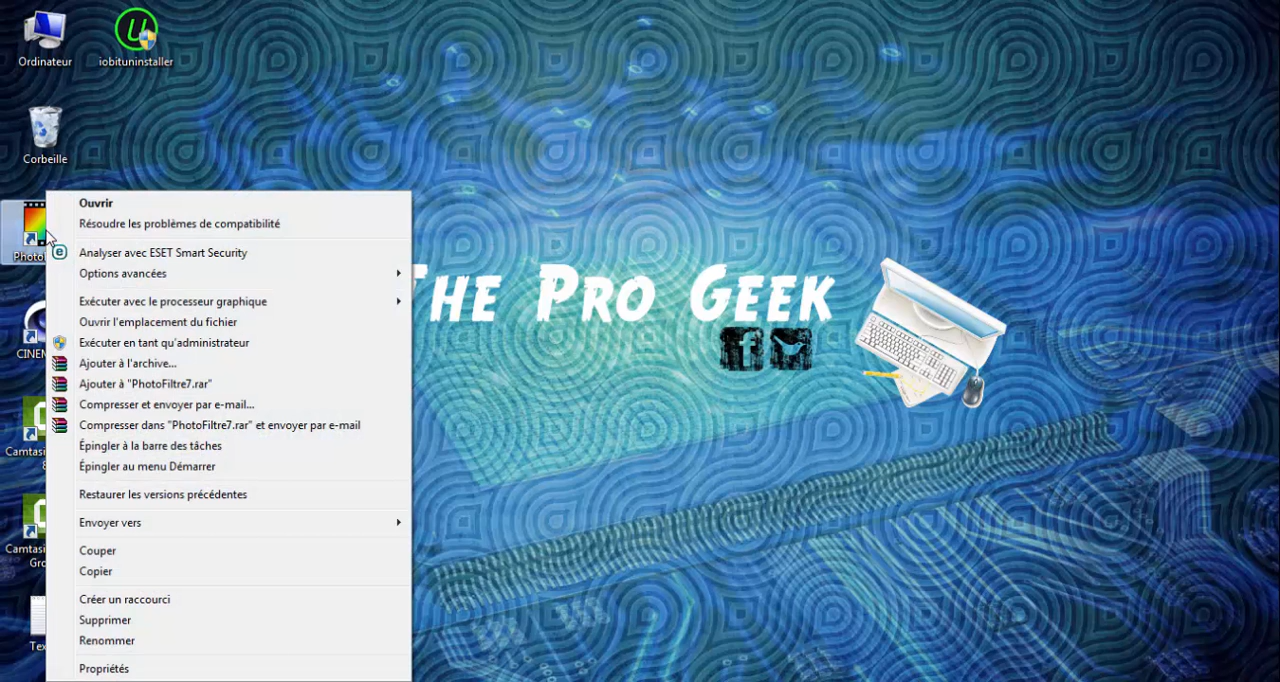 Ordinateur
iobituninstaller
Corbeille
Ouvrir
Résoudre les problèmes de compatibilité
Analyser avec ESET Smart Security
Options avancées
Exécuter avec le processeur graphique
Ouvrir l'emplacement du fichier
Exécuter en tant qu'administrateur
Ajouter à l'archive...
Ajouter à "PhotoFiltre7.rar"
Compresser et envoyer par e-mail...
Compresser dans "PhotoFiltre7.rar" et envoyer par e-mail
Épingler à la barre des tâches
Épingler au menu Démarrer
Restaurer les versions précédentes
Envoyer vers
Couper
Copier
Créer un raccourci
Supprimer
Renommer
Propriétés
The Pro Geek